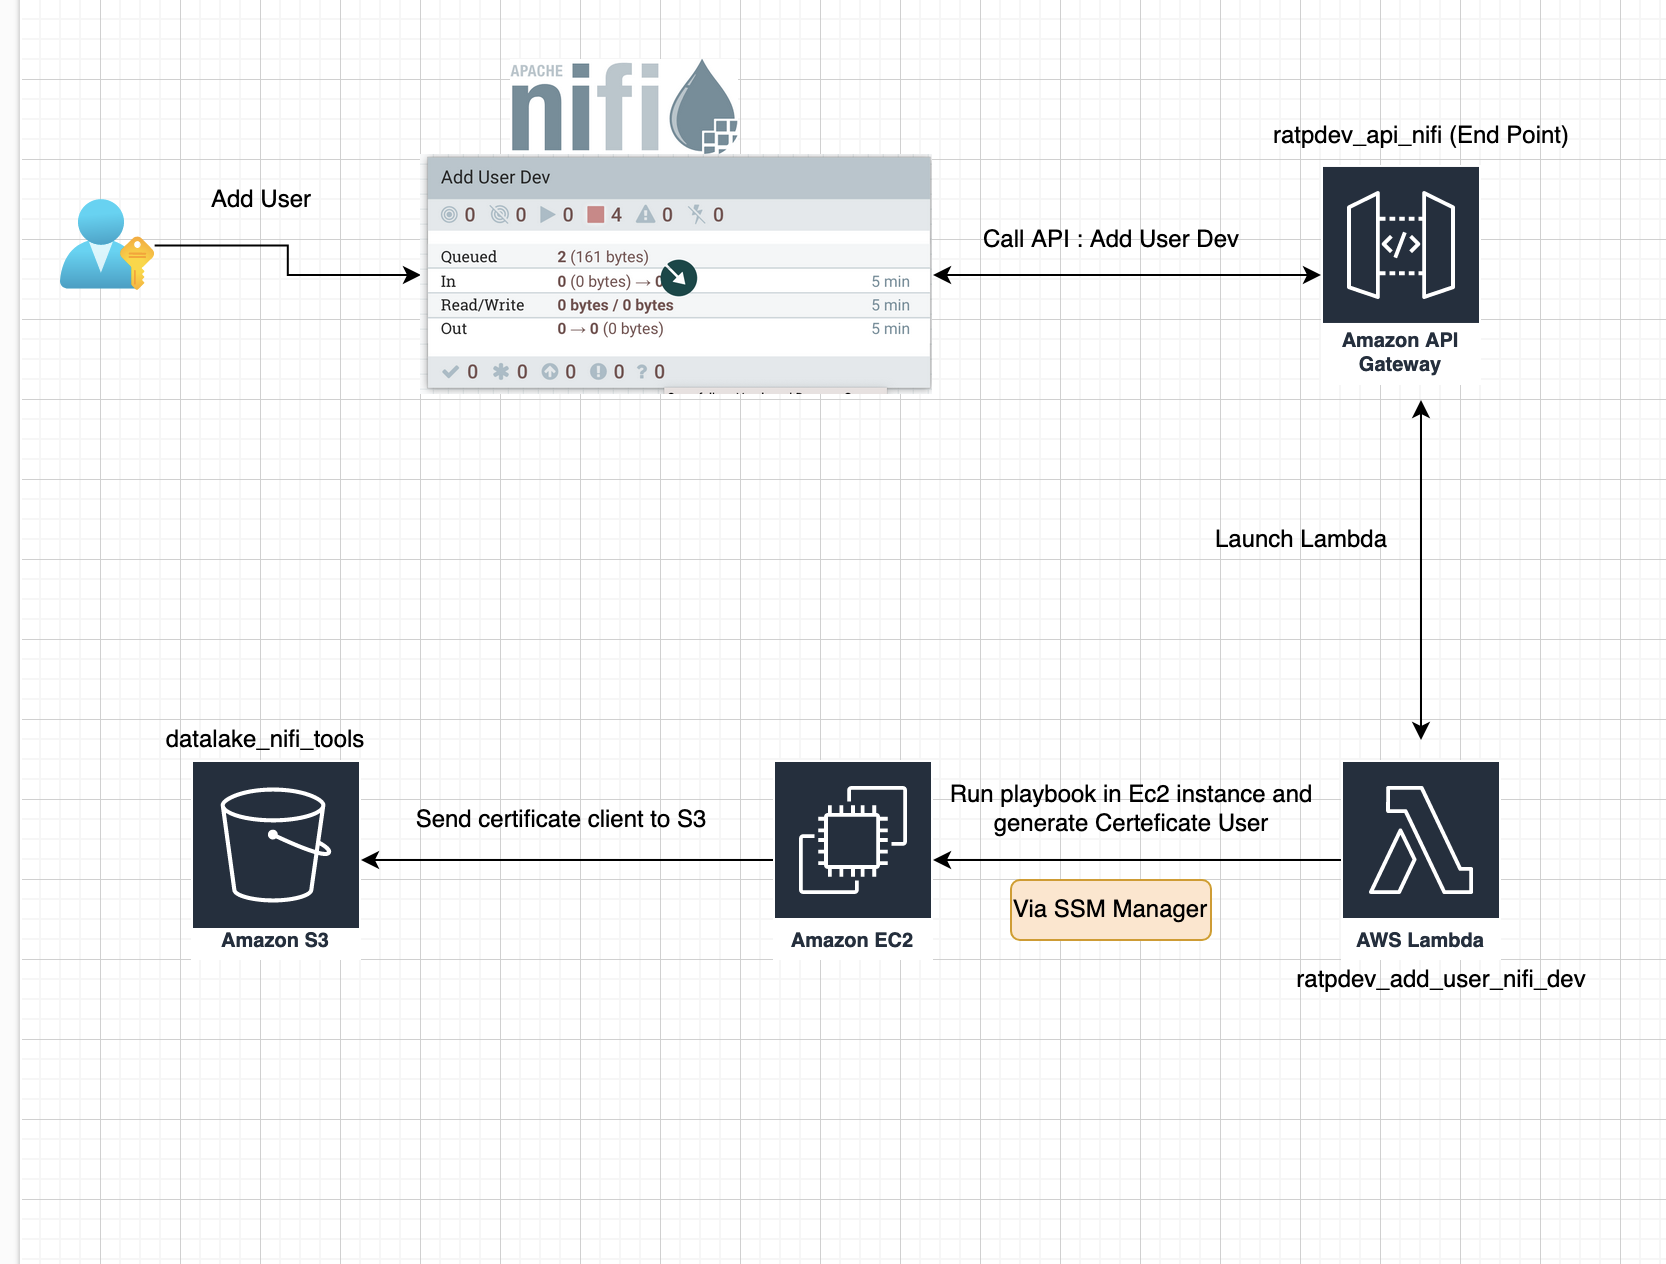 APACHE
nifi
ratpdev_api_nifi (End Point)
Add User
Add User Dev
0 0 0 4 0 0
Queued 2 (161 bytes)
In 0 (0 bytes) → 5 min
Read/Write 0 bytes / 0 bytes 5 min
Out 0 → 0 (0 bytes) 5 min
0 0 0 0 ? 0
Call API : Add User Dev
</>
Amazon API
Gateway
Launch Lambda
datalake_nifi_tools
Send certificate client to S3
Run playbook in Ec2 instance and
generate Certeficate User
Via SSM Manager
Amazon S3
Amazon EC2
AWS Lambda
ratpdev_add_user_nifi_dev